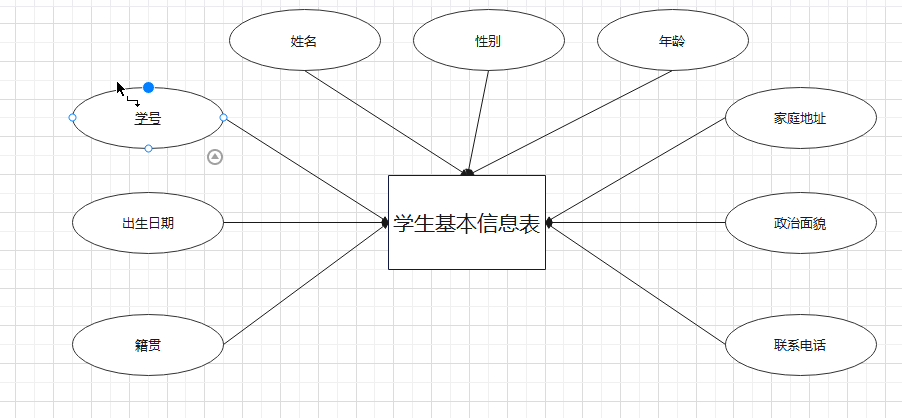 姓名
性别
年龄
学号
家庭地址
学生基本信息表
出生日期
政治面貌
籍贯
联系电话